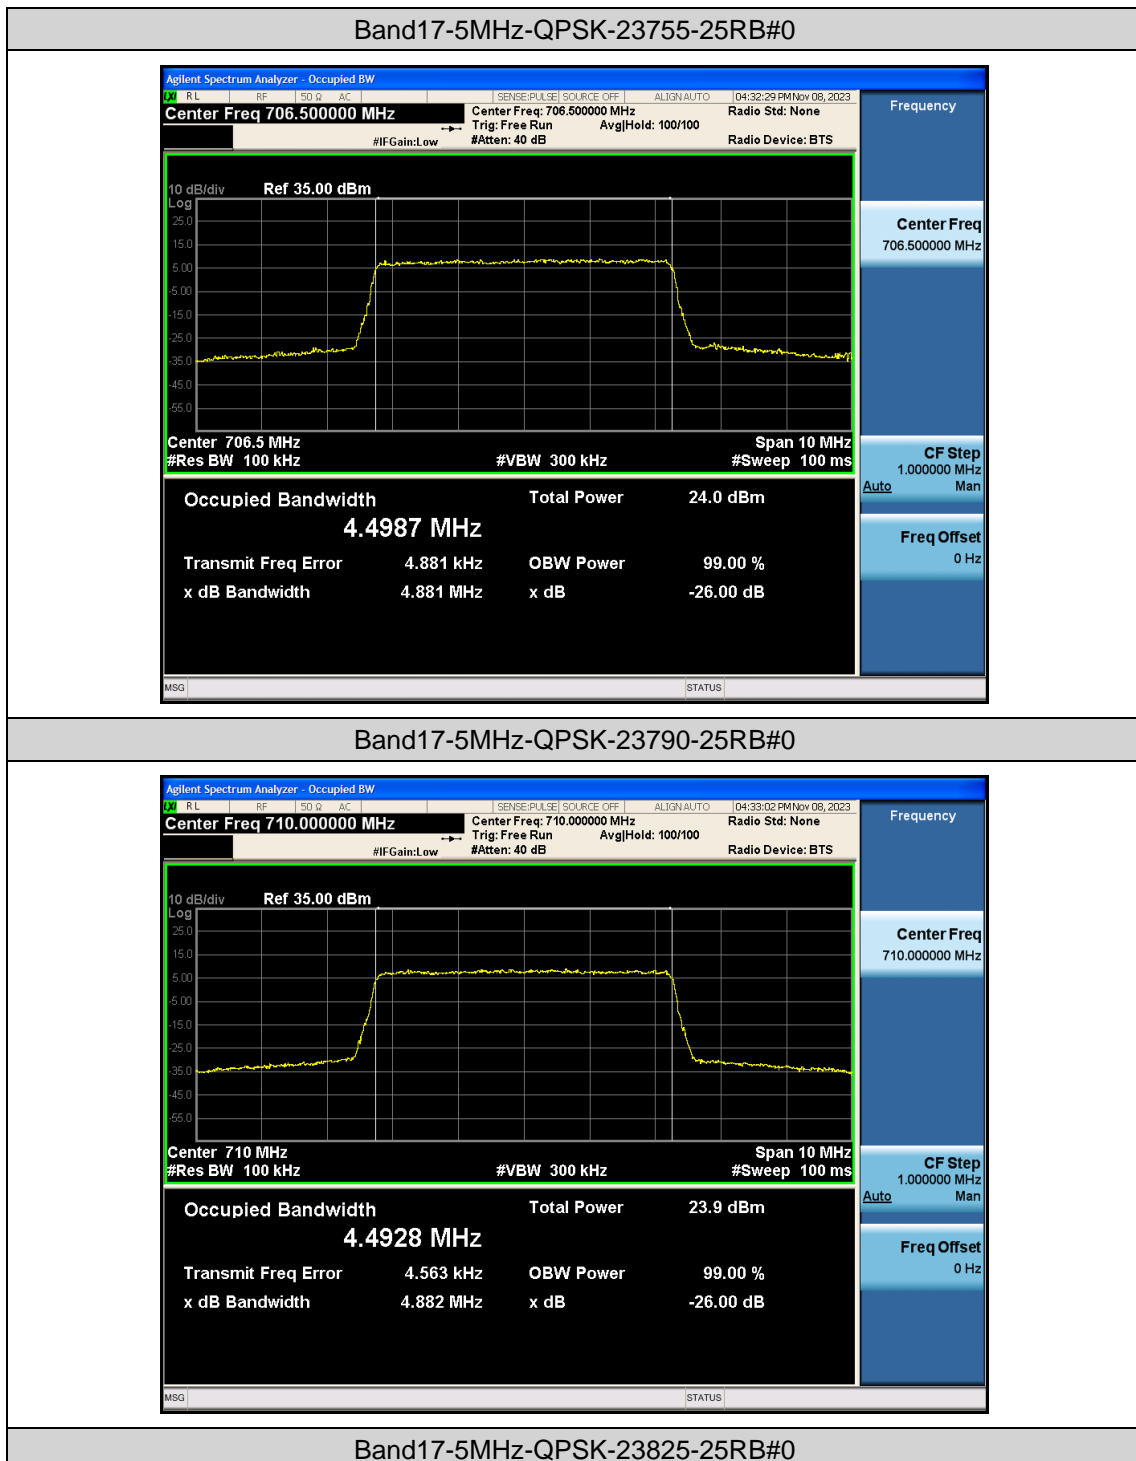 Band17-5MHz-QPSK-23755-25RB#0
Agilent Spectrum Analyzer - Occupied BW
LXI RL RF 50 Ω AC SENSE:PULSE SOURCE OFF ALIGN AUTO 04:32:29 PM Nov 08, 2023
Center Freq 706.500000 MHz
Center Freq: 706.500000 MHz
Radio Std: None
Trig: Free Run Avg|Hold: 100/100
#IFGain:Low #Atten: 40 dB Radio Device: BTS
Frequency
10 dB/div Ref 35.00 dBm
Log
25.0
15.0
5.00
-5.00
-15.0
-25.0
-35.0
-45.0
-55.0
Center 706.5 MHz Span 10 MHz
#Res BW 100 kHz #VBW 300 kHz #Sweep 100 ms
Center Freq
706.500000 MHz
CF Step
1.000000 MHz
Auto Man
Freq Offset
0 Hz
Occupied Bandwidth Total Power 24.0 dBm
4.4987 MHz
Transmit Freq Error 4.881 kHz OBW Power 99.00 %
x dB Bandwidth 4.881 MHz x dB -26.00 dB
MSG STATUS
Band17-5MHz-QPSK-23790-25RB#0
Agilent Spectrum Analyzer - Occupied BW
LXI RL RF 50 Ω AC SENSE:PULSE SOURCE OFF ALIGN AUTO 04:33:02 PM Nov 08, 2023
Center Freq 710.000000 MHz
Center Freq: 710.000000 MHz
Radio Std: None
Trig: Free Run Avg|Hold: 100/100
#IFGain:Low #Atten: 40 dB Radio Device: BTS
Frequency
10 dB/div Ref 35.00 dBm
Log
25.0
15.0
5.00
-5.00
-15.0
-25.0
-35.0
-45.0
-55.0
Center 710 MHz Span 10 MHz
#Res BW 100 kHz #VBW 300 kHz #Sweep 100 ms
Center Freq
710.000000 MHz
CF Step
1.000000 MHz
Auto Man
Freq Offset
0 Hz
Occupied Bandwidth Total Power 23.9 dBm
4.4928 MHz
Transmit Freq Error 4.563 kHz OBW Power 99.00 %
x dB Bandwidth 4.882 MHz x dB -26.00 dB
MSG STATUS
Band17-5MHz-QPSK-23825-25RB#0